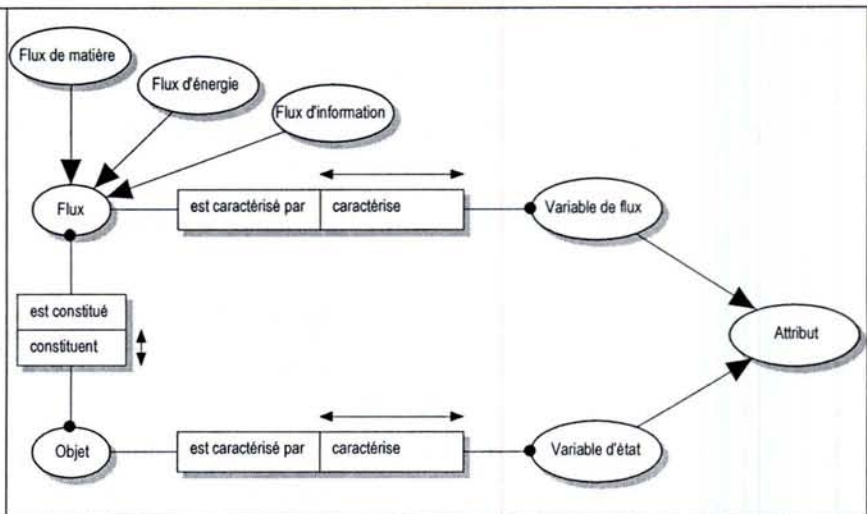 Flux de matière
Flux d'énergie
Flux d'information
Flux
est caractérisé par
caractérise
Variable de flux
est constitué
constituent
Attribut
Objet
est caractérisé par
caractérise
Variable d'état